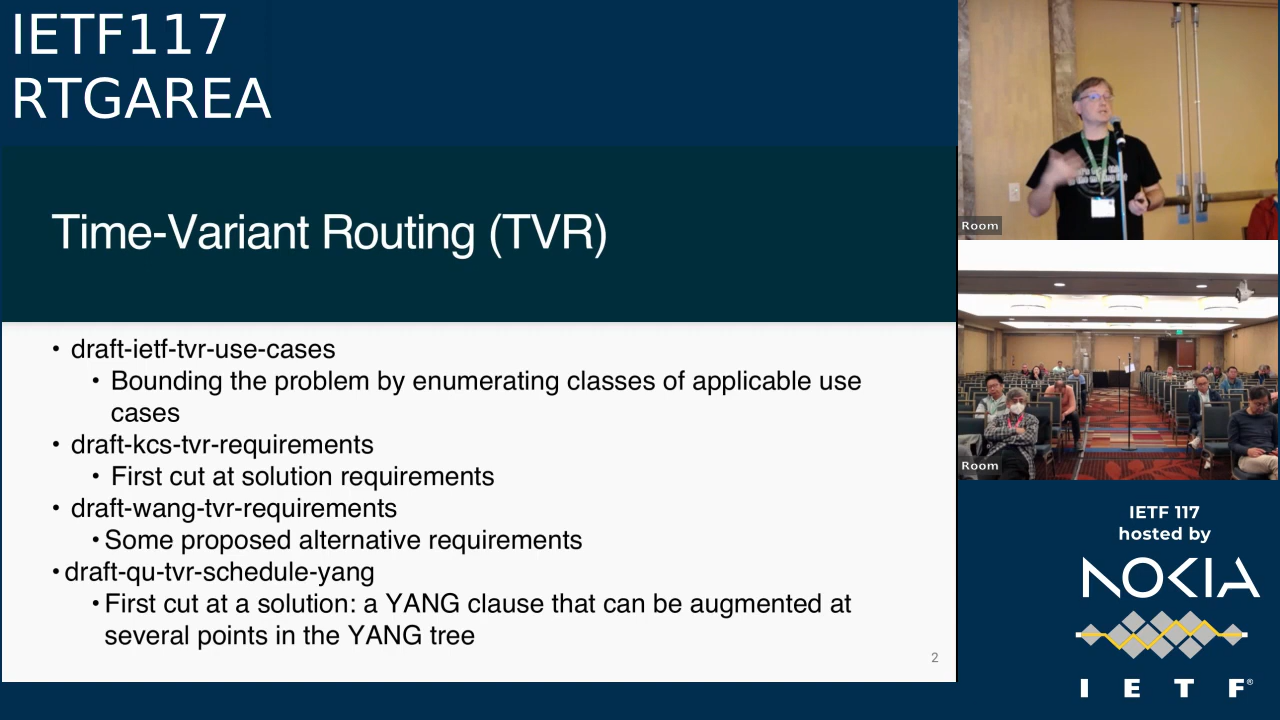 IETF117
RTGAREA
Time-Variant Routing (TVR)
• draft-ietf-tvr-use-cases
• Bounding the problem by enumerating classes of applicable use
cases
• draft-kcs-tvr-requirements
• First cut at solution requirements
• draft-wang-tvr-requirements
• Some proposed alternative requirements
• draft-qu-tvr-schedule-yang
• First cut at a solution: a YANG clause that can be augmented at
several points in the YANG tree
2
Room
Room
IETF 117
hosted by
NOKIA
I E T F®